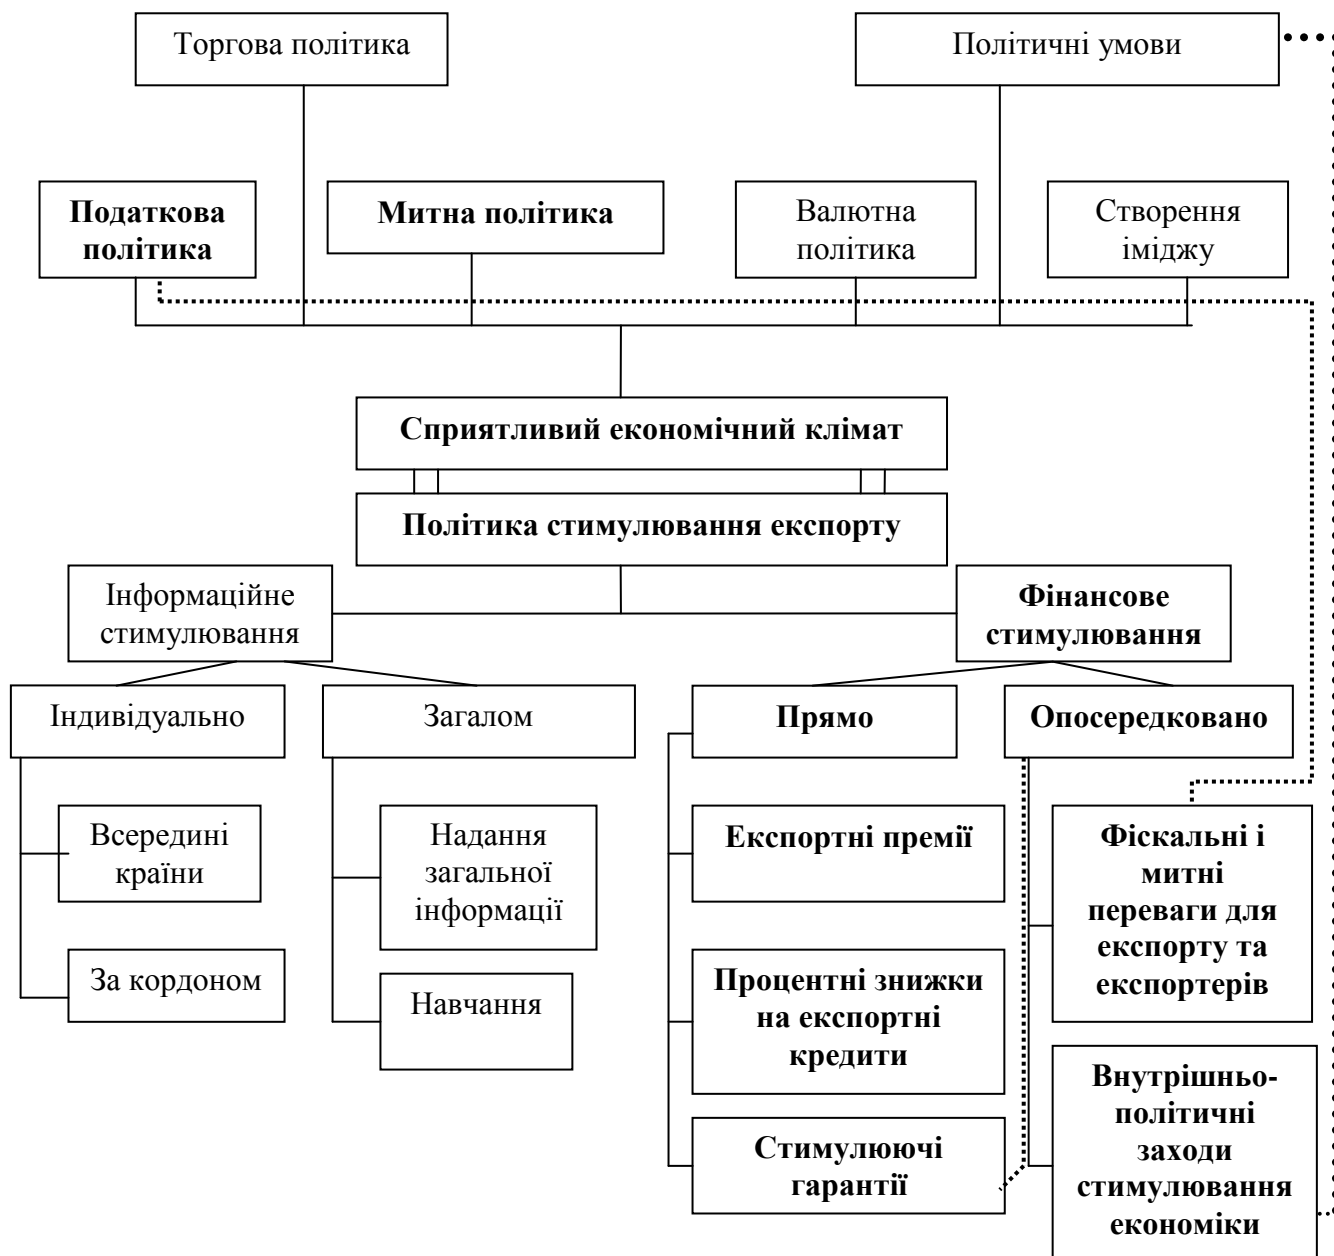 Торгова політика
Політичні умови
Податкова
політика
Митна політика
Валютна
політика
Створення
іміджу
Сприятливий економічний клімат
Політика стимулювання експорту
Інформаційне
стимулювання
Фінансове
стимулювання
Індивідуально
Загалом
Прямо
Опосередковано
Всередині
країни
За кордоном
Надання
загальної
інформації
Навчання
Експортні премії
Процентні знижки
на експортні
кредити
Стимулюючі
гарантії
Фіскальні і
митні
переваги для
експорту та
експортерів
Внутрішньо-
політичні
заходи
стимулювання
економіки